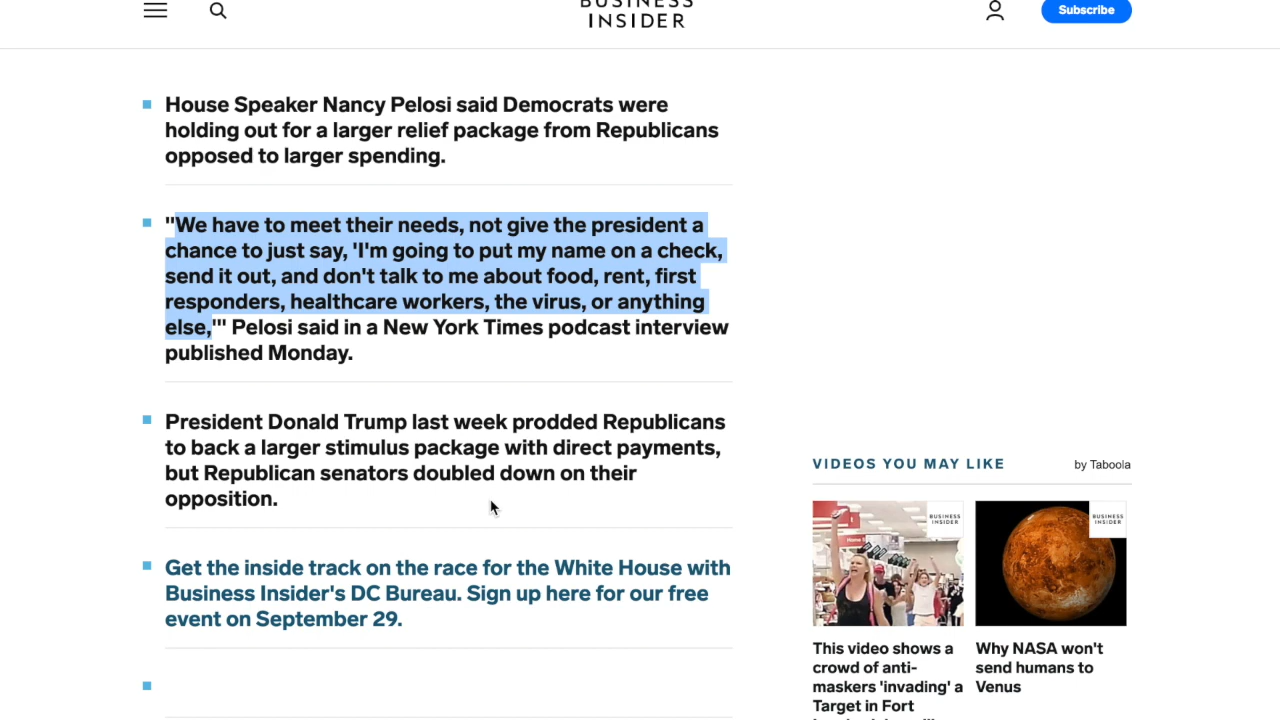 BUSINESS
INSIDER
Subscribe
House Speaker Nancy Pelosi said Democrats were
holding out for a larger relief package from Republicans
opposed to larger spending.
"We have to meet their needs, not give the president a
chance to just say, 'I'm going to put my name on a check,
send it out, and don't talk to me about food, rent, first
responders, healthcare workers, the virus, or anything
else,'" Pelosi said in a New York Times podcast interview
published Monday.
President Donald Trump last week prodded Republicans
to back a larger stimulus package with direct payments,
but Republican senators doubled down on their
opposition.
Get the inside track on the race for the White House with
Business Insider's DC Bureau. Sign up here for our free
event on September 29.
VIDEOS YOU MAY LIKE
by Taboola
BUSINESS
INSIDER
BUSINESS
INSIDER
This video shows a
crowd of anti-
maskers 'invading' a
Target in Fort
Why NASA won't
send humans to
Venus